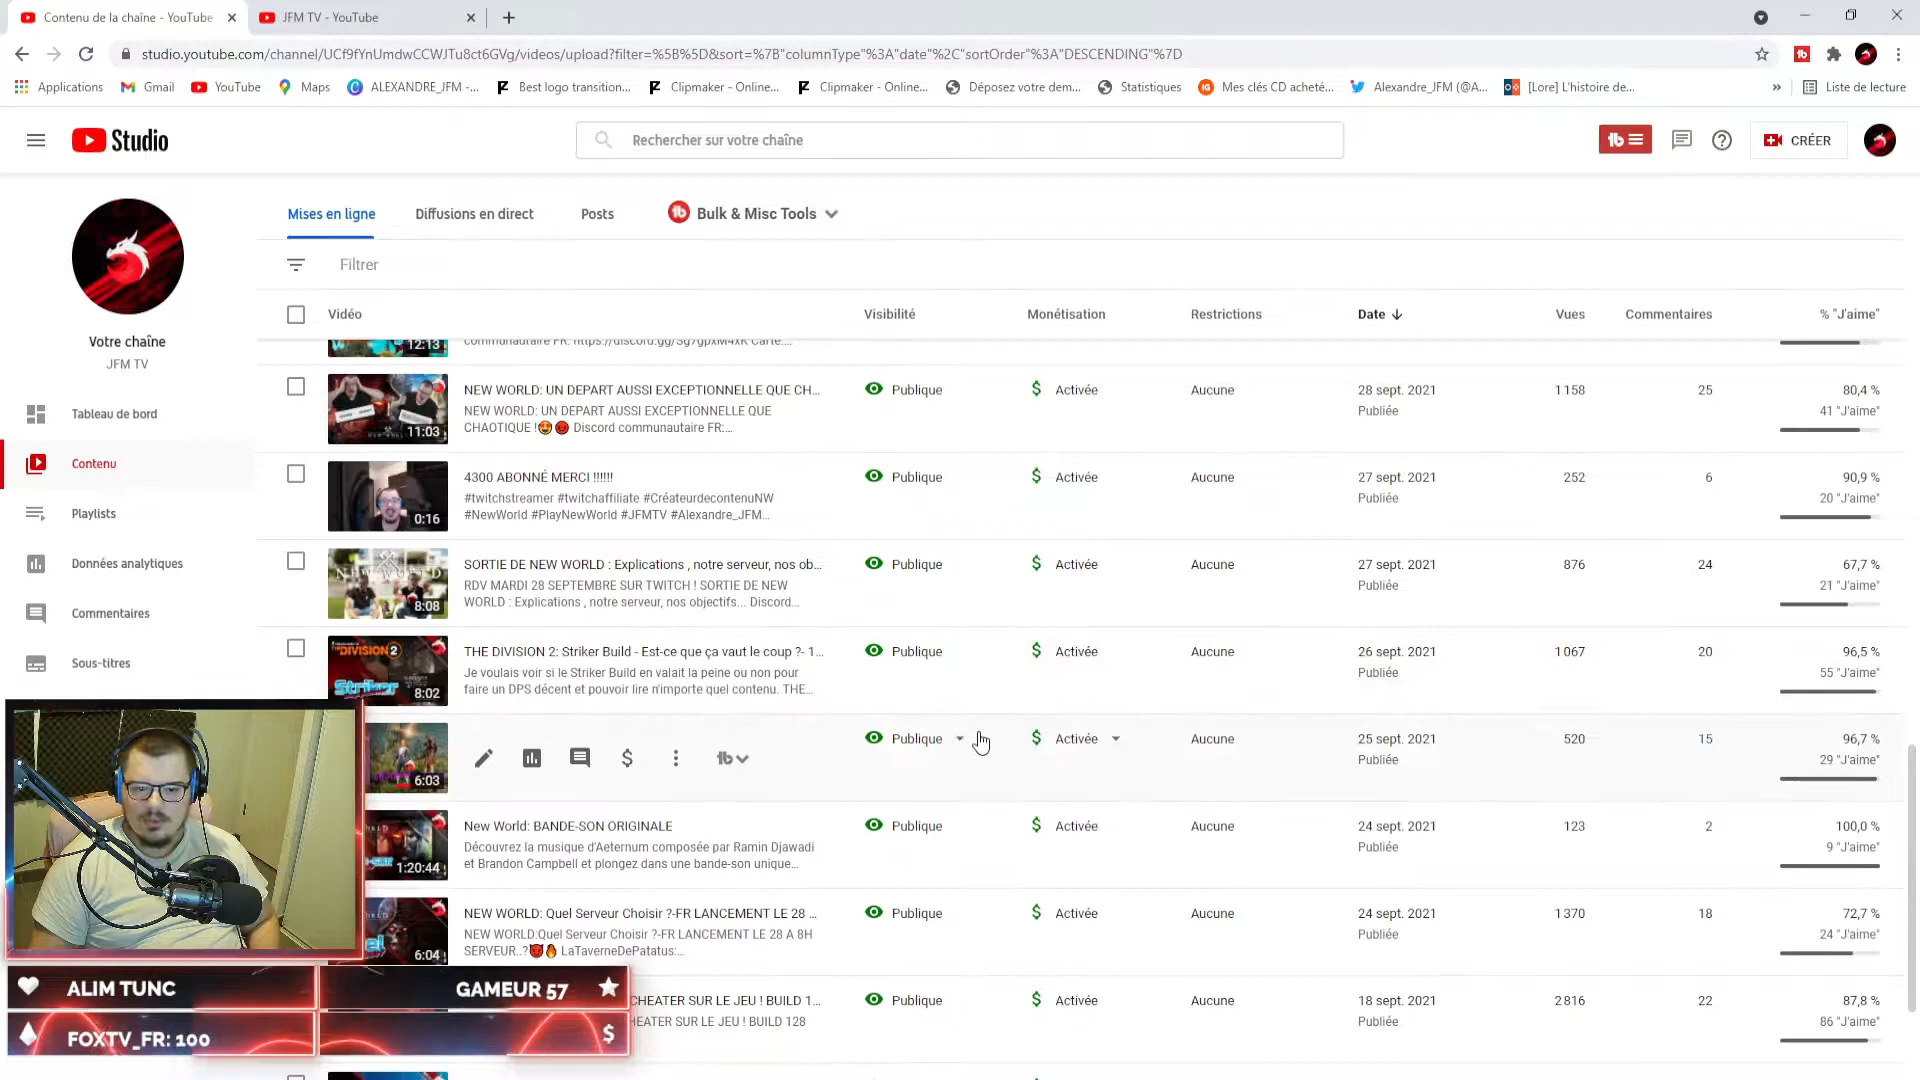 Contenu de la chaîne - YouTube
JFM TV - YouTube
studio.youtube.com/channel/UCf9fYnUmdwCCWJTu8ct6GVg/videos/upload?filter=%5B%5D&sort=%7B"columnType"%3A"date"%2C"sortOrder"%3A"DESCENDING"%7D
Applications
Gmail
YouTube
Maps
ALEXANDRE_JFM -...
Best logo transition...
Clipmaker - Online...
Clipmaker - Online...
Déposez votre dem...
Statistiques
Mes clés CD acheté...
Alexandre_JFM (@A...
[Lore] L'histoire de...
»
Liste de lecture
Studio
Rechercher sur votre chaîne
tb
CRÉER
Votre chaîne
JFM TV
Tableau de bord
Contenu
Playlists
Données analytiques
Commentaires
Sous-titres
Mises en ligne
Diffusions en direct
Posts
Bulk & Misc Tools
Filtrer
Vidéo
Visibilité
Monétisation
Restrictions
Date
Vues
Commentaires
% "J'aime"
12:13
communautaire FR: https://discord.gg/Sg7gpxM4xK Carte....
11:03
NEW WORLD: UN DEPART AUSSI EXCEPTIONNELLE QUE CH...
NEW WORLD: UN DEPART AUSSI EXCEPTIONNELLE QUE
CHAOTIQUE !😍😡 Discord communautaire FR:...
Publique
Activée
Aucune
28 sept. 2021
Publiée
1 158
25
80,4 %
41 "J'aime"
0:16
4300 ABONNÉ MERCI !!!!!!
#twitchstreamer #twitchaffiliate #CréateurdecontenuNW
#NewWorld #PlayNewWorld #JFMTV #Alexandre_JFM...
Publique
Activée
Aucune
27 sept. 2021
Publiée
252
6
90,9 %
20 "J'aime"
NEW WORLD
8:08
SORTIE DE NEW WORLD : Explications , notre serveur, nos ob...
RDV MARDI 28 SEPTEMBRE SUR TWITCH ! SORTIE DE NEW
WORLD : Explications , notre serveur, nos objectifs... Discord...
Publique
Activée
Aucune
27 sept. 2021
Publiée
876
24
67,7 %
21 "J'aime"
DIVISION 2
Striker
8:02
THE DIVISION 2: Striker Build - Est-ce que ça vaut le coup ?- 1...
Je voulais voir si le Striker Build en valait la peine ou non pour
faire un DPS décent et pouvoir lire n'importe quel contenu. THE...
Publique
Activée
Aucune
26 sept. 2021
Publiée
1 067
20
96,5 %
55 "J'aime"
6:03
tb
Publique
Activée
Aucune
25 sept. 2021
Publiée
520
15
96,7 %
29 "J'aime"
1:20:44
New World: BANDE-SON ORIGINALE
Découvrez la musique d'Aeternum composée par Ramin Djawadi
et Brandon Campbell et plongez dans une bande-son unique...
Publique
Activée
Aucune
24 sept. 2021
Publiée
123
2
100,0 %
9 "J'aime"
6:04
NEW WORLD: Quel Serveur Choisir ?-FR LANCEMENT LE 28 ...
NEW WORLD:Quel Serveur Choisir ?-FR LANCEMENT LE 28 A 8H
SERVEUR..?😈🔥 LaTaverneDePatatus:...
Publique
Activée
Aucune
24 sept. 2021
Publiée
1 370
18
72,7 %
24 "J'aime"
CHEATER SUR LE JEU ! BUILD 1...
HEATER SUR LE JEU ! BUILD 128
Publique
Activée
Aucune
18 sept. 2021
Publiée
2 816
22
87,8 %
86 "J'aime"
ALIM TUNC
GAMEUR 57
FOXTV_FR: 100
$